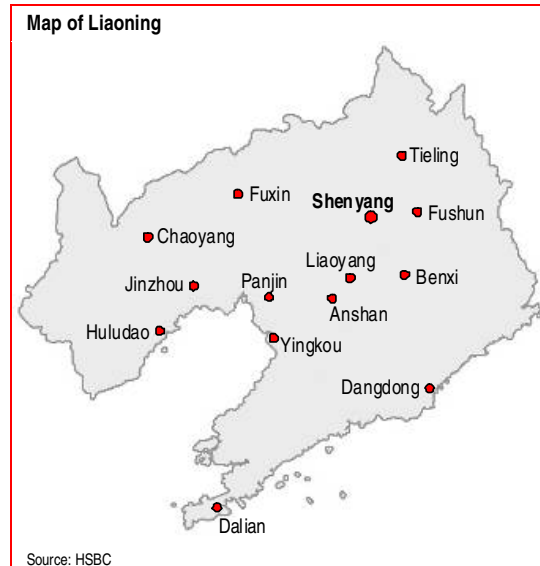 Map of Liaoning
Tieling
Fuxin
Shenyang
Fushun
Chaoyang
Liaoyang
Benxi
Jinzhou
Panjin
Anshan
Huludao
Yingkou
Dangdong
Dalian
Source: HSBC